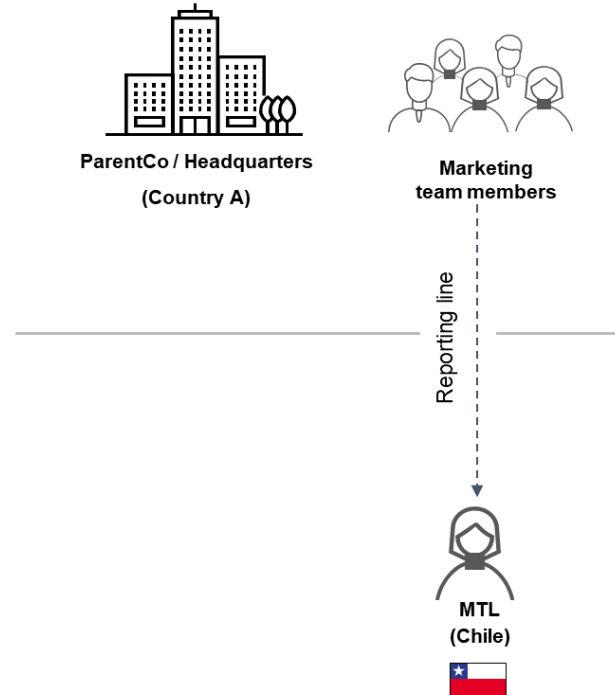 ParentCo / Headquarters
(Country A)
Marketing
team members
Reporting line
MTL
(Chile)